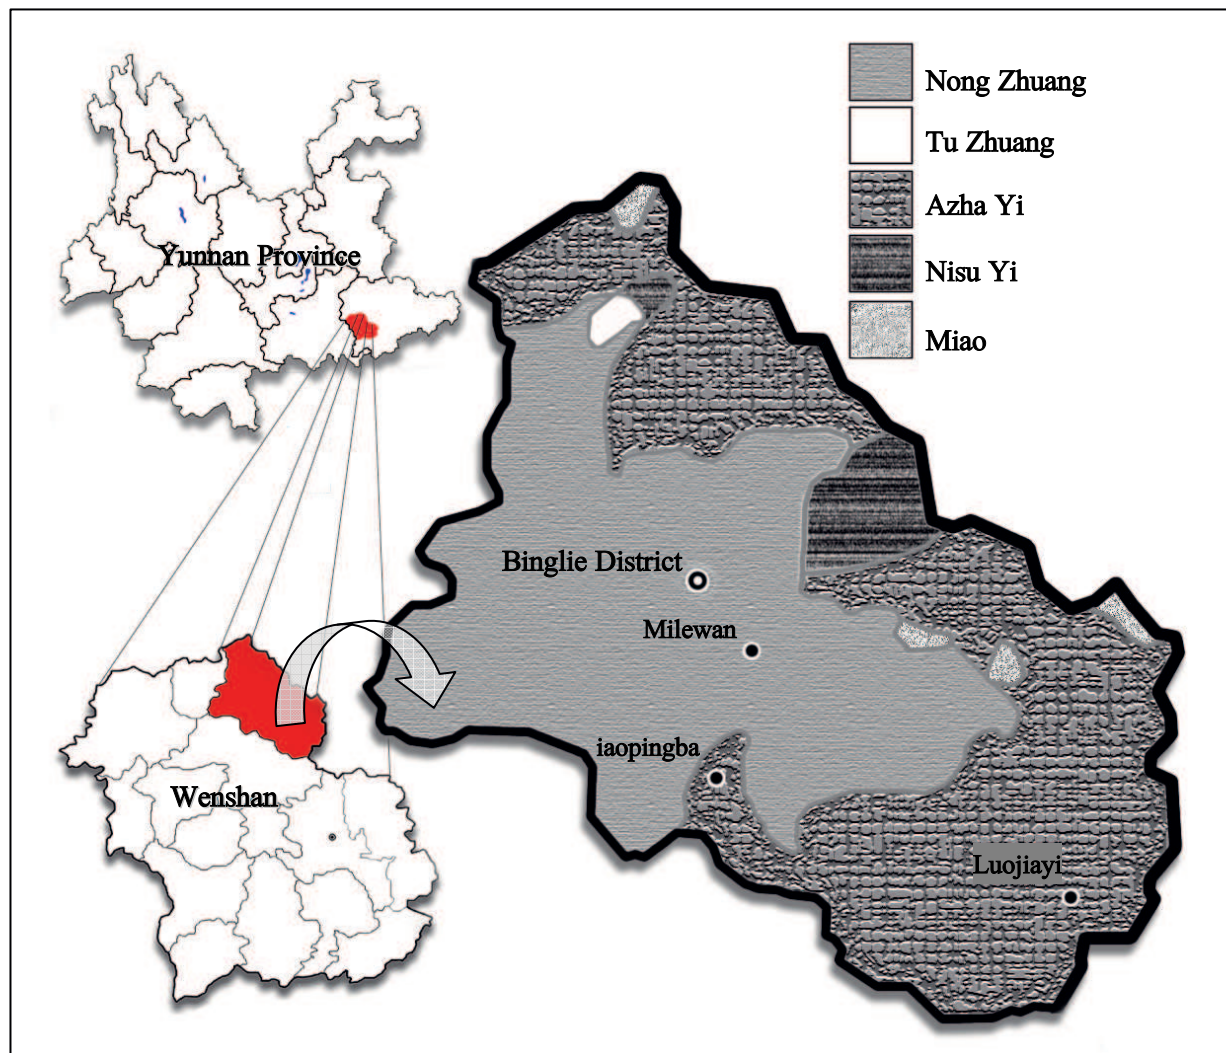 Nong Zhuang
Tu Zhuang
Azha Yi
Nisu Yi
Miao
Yunnan Province
Binglie District
Milewan
iaopingba
Wenshan
Luojiayi